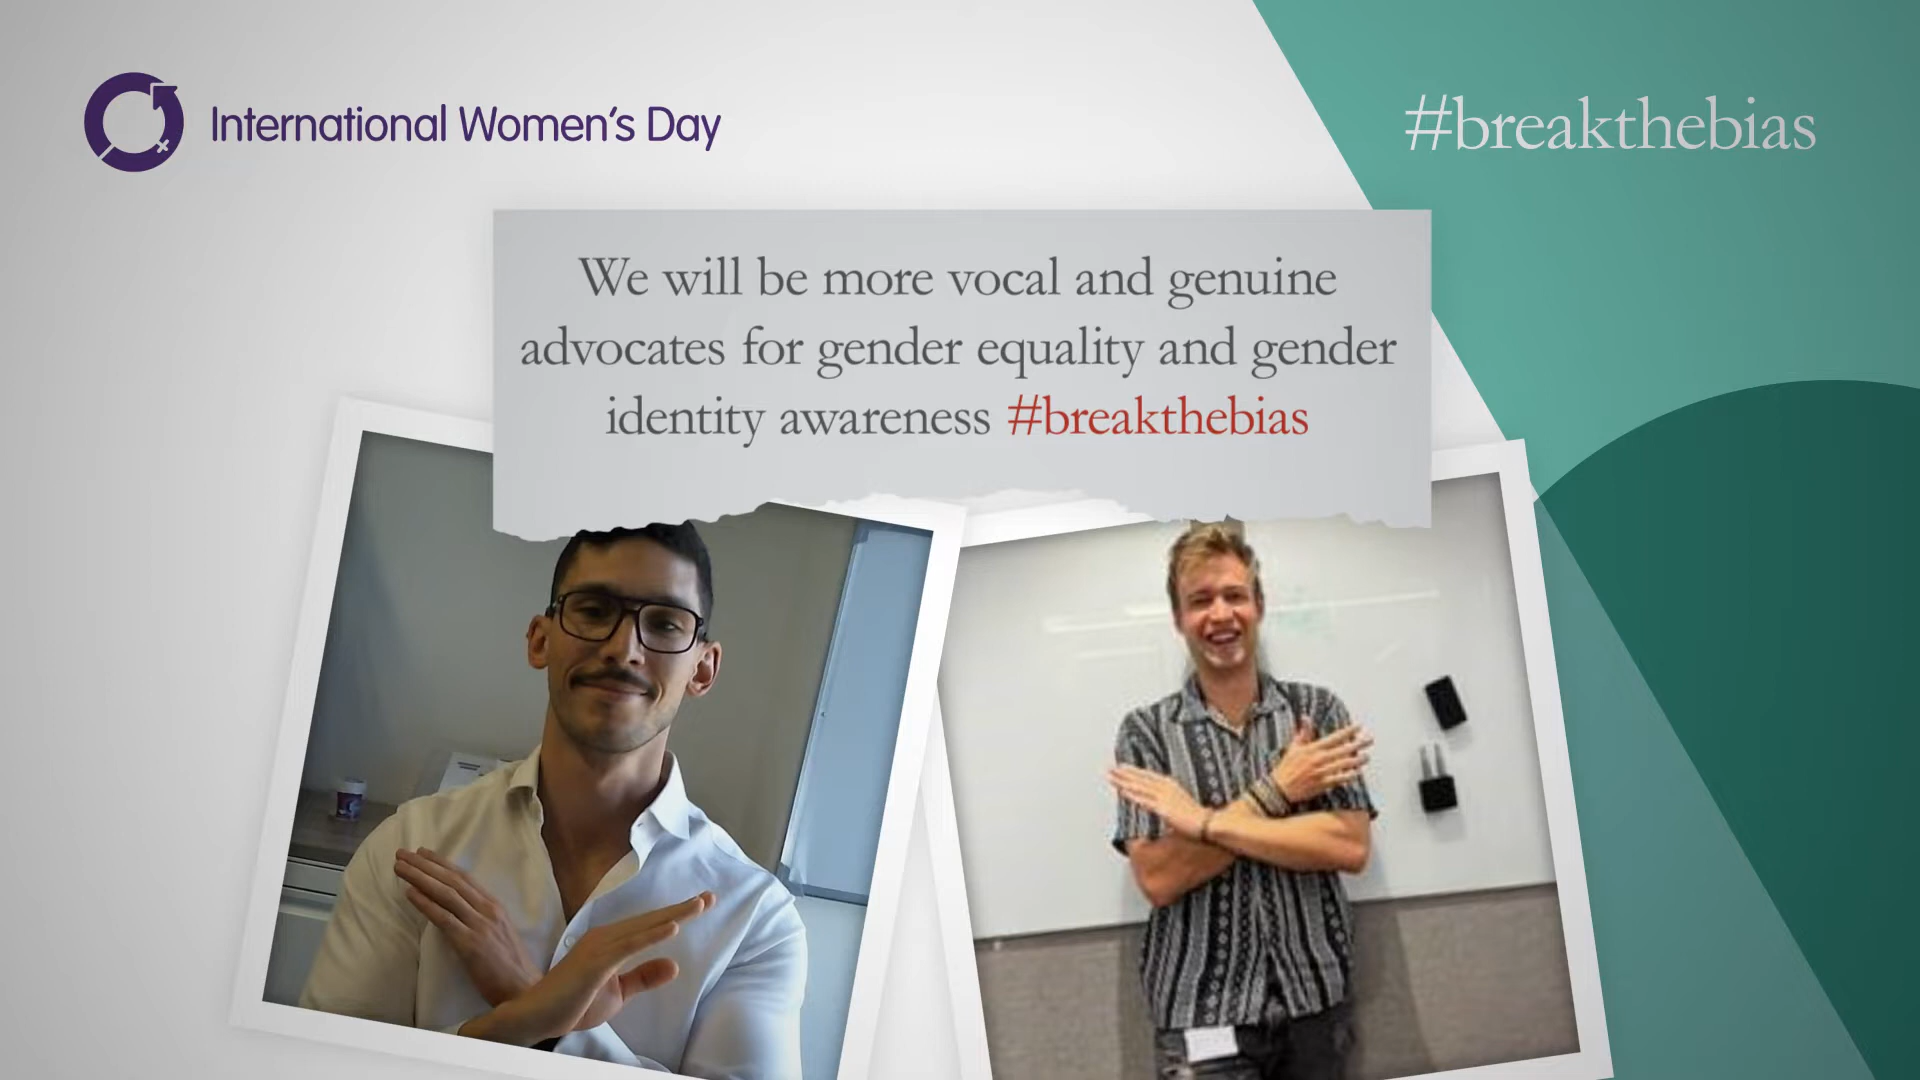 International Women's Day
#breakthebias
We will be more vocal and genuine
advocates for gender equality and gender
identity awareness #breakthebias